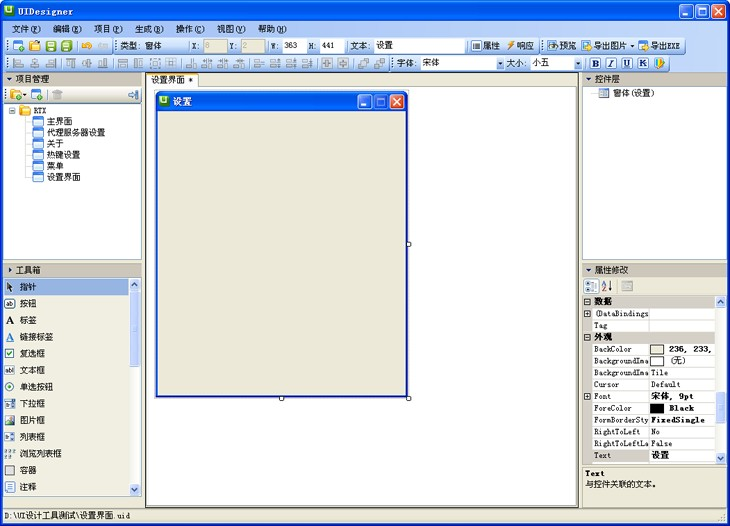 UIDesigner
文件(F) 编辑(E) 项目(P) 生成(B) 操作(C) 视图(V) 帮助(H)
类型: 窗体 X: 8 Y: 2 W: 363 H: 441 文本: 设置 属性 响应 预览 导出图片 导出EXE
字体: 宋体 大小: 小五 B I U K
项目管理
RTX
主界面
代理服务器设置
关于
热键设置
菜单
设置界面
工具箱
指针
按钮
A 标签
A 链接标签
复选框
ab 文本框
单选按钮
下拉框
图片框
列表框
浏览列表框
容器
注释
设置界面 *
设置
控件层
窗体(设置)
属性修改
数据
(DataBindings
Tag
外观
BackColor 236, 233,
BackgroundIma (无)
BackgroundIma Tile
Cursor Default
Font 宋体, 9pt
ForeColor Black
FormBorderSty FixedSingle
RightToLeft No
RightToLeftLa False
Text 设置
Text
与控件关联的文本。
D:\UI设计工具测试\设置界面.uid